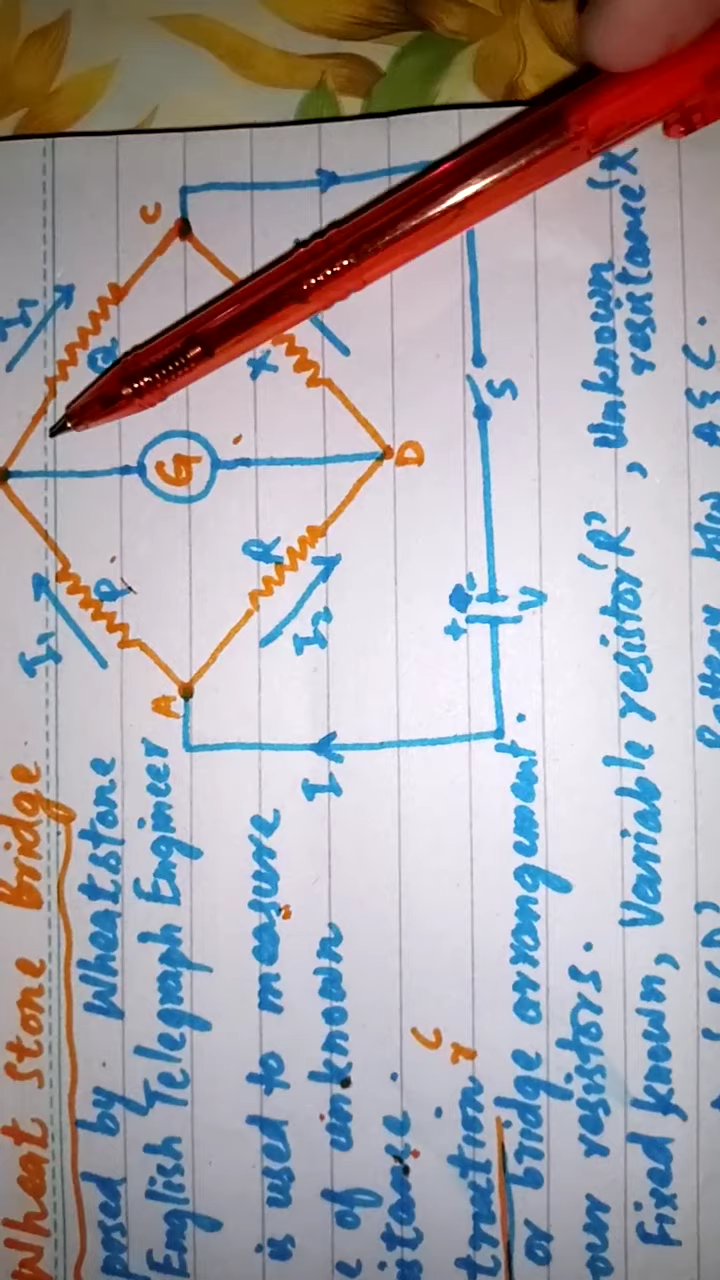 Wheat Stone bridge
posed by Wheatstone
English Telegraph Engineer
is used to measure
e of unknown
istance.
truction
or bridge arrangement.
our resistors.
Fixed known, Variable resistor 'R', Unknown
resistance 'X'
Battery b/w A & C.
I1
Q
C
X
G
D
S
I1
P
R
I2
A
+
-
V
I